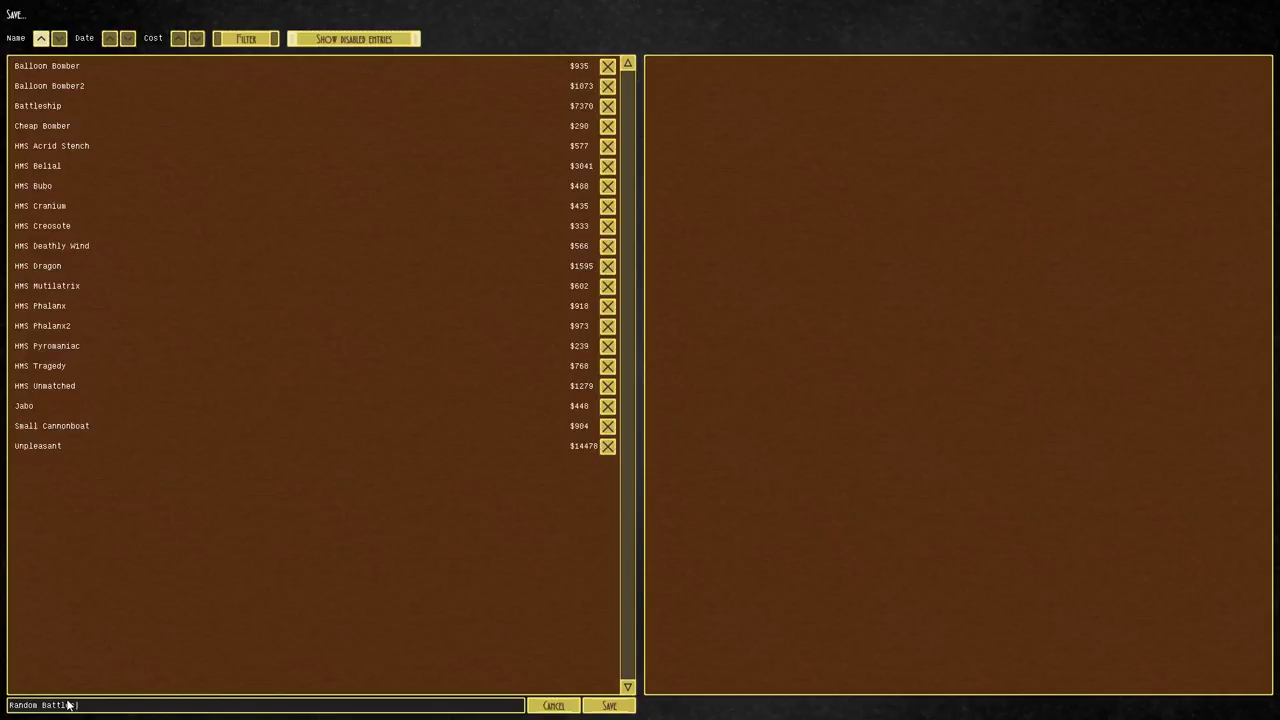 Save...
Name Date Cost Filter Show disabled entries
Balloon Bomber $935
Balloon Bomber2 $1073
Battleship $7370
Cheap Bomber $290
HMS Acrid Stench $577
HMS Belial $3041
HMS Bubo $488
HMS Cranium $435
HMS Creosote $333
HMS Deathly Wind $566
HMS Dragon $1595
HMS Mutilatrix $602
HMS Phalanx $918
HMS Phalanx2 $973
HMS Pyromaniac $239
HMS Tragedy $768
HMS Unmatched $1279
Jabo $448
Small Cannonboat $904
Unpleasant $14478
Random Cancel Save